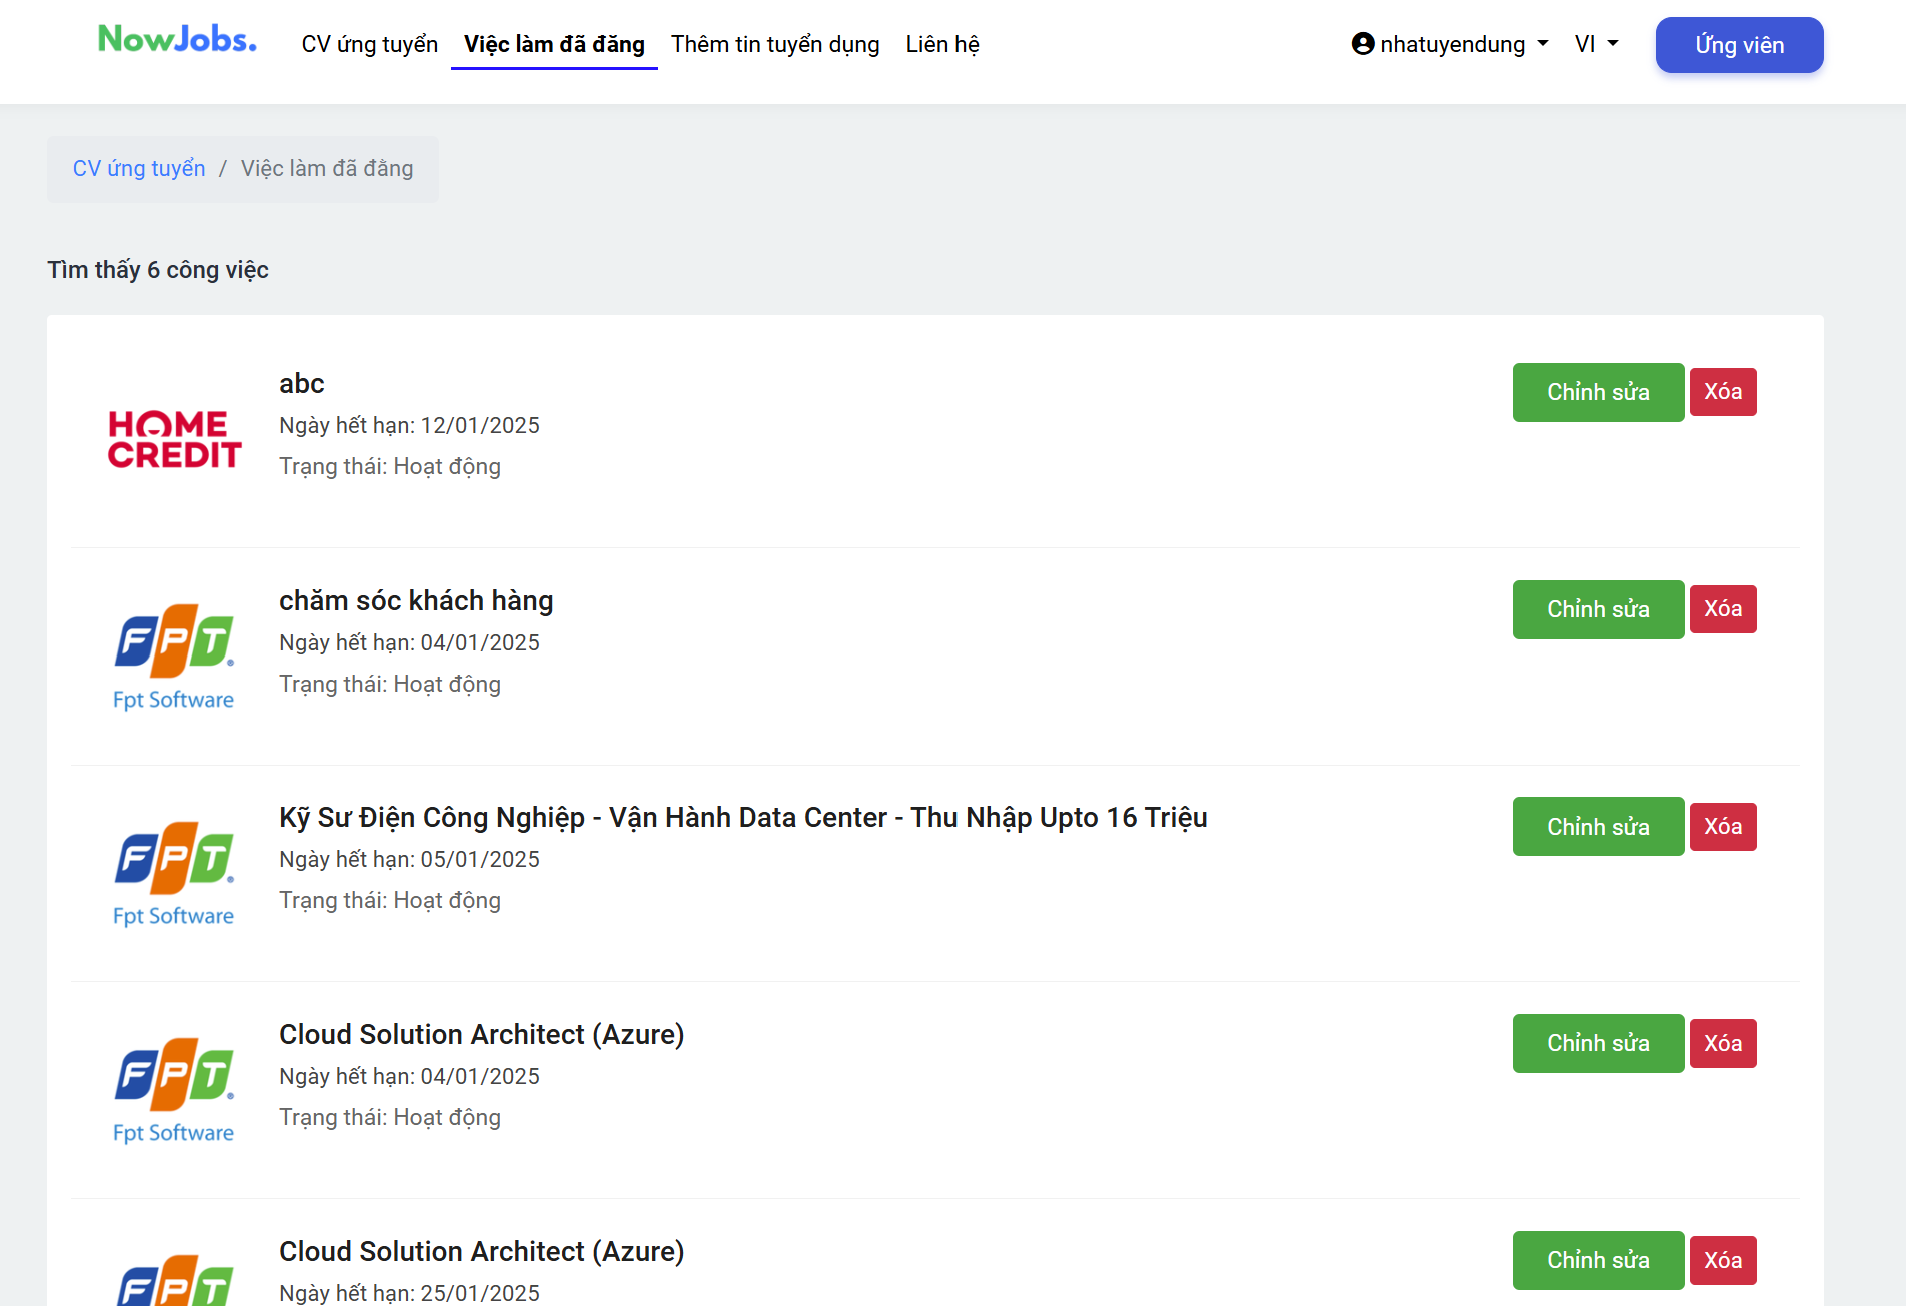 NowJobs. CV ứng tuyển Việc làm đã đăng Thêm tin tuyển dụng Liên hệ nhatuyendung VI Ứng viên
CV ứng tuyển / Việc làm đã đằng
Tìm thấy 6 công việc
abc
Chỉnh sửa Xóa
Ngày hết hạn: 12/01/2025
HOME CREDIT
Trạng thái: Hoạt động
chăm sóc khách hàng
Chỉnh sửa Xóa
Ngày hết hạn: 04/01/2025
FPT
Trạng thái: Hoạt động
Fpt Software
Kỹ Sư Điện Công Nghiệp - Vận Hành Data Center - Thu Nhập Upto 16 Triệu
Chỉnh sửa Xóa
Ngày hết hạn: 05/01/2025
FPT
Trạng thái: Hoạt động
Fpt Software
Cloud Solution Architect (Azure)
Chỉnh sửa Xóa
Ngày hết hạn: 04/01/2025
FPT
Trạng thái: Hoạt động
Fpt Software
Cloud Solution Architect (Azure)
Chỉnh sửa Xóa
Ngày hết hạn: 25/01/2025
FPT